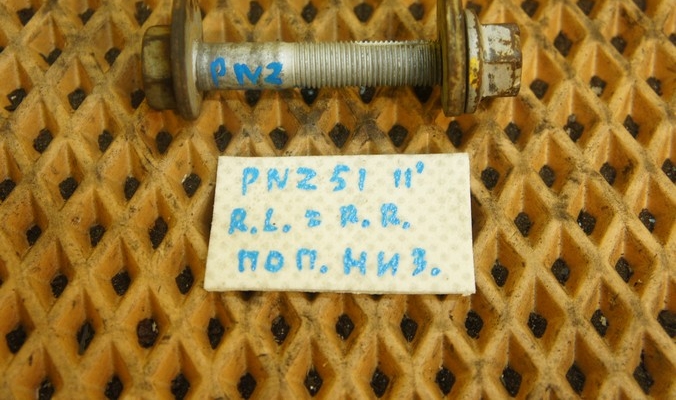 PNZ
PNZ51 11'
R.L. = R.R.
ПОП. НИЗ.